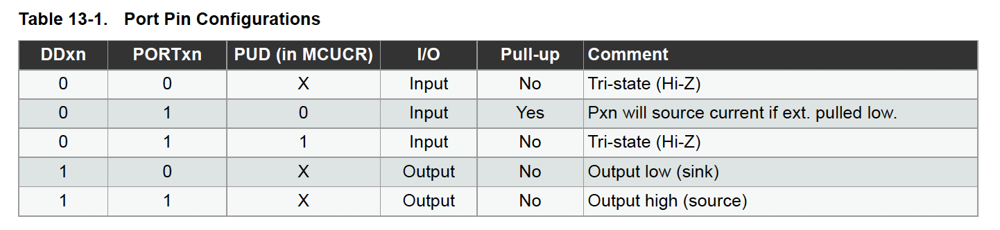 Table 13-1. Port Pin Configurations
DDxn PORTxn PUD (in MCUCR) I/O Pull-up Comment
0 0 X Input No Tri-state (Hi-Z)
0 1 0 Input Yes Pxn will source current if ext. pulled low.
0 1 1 Input No Tri-state (Hi-Z)
1 0 X Output No Output low (sink)
1 1 X Output No Output high (source)